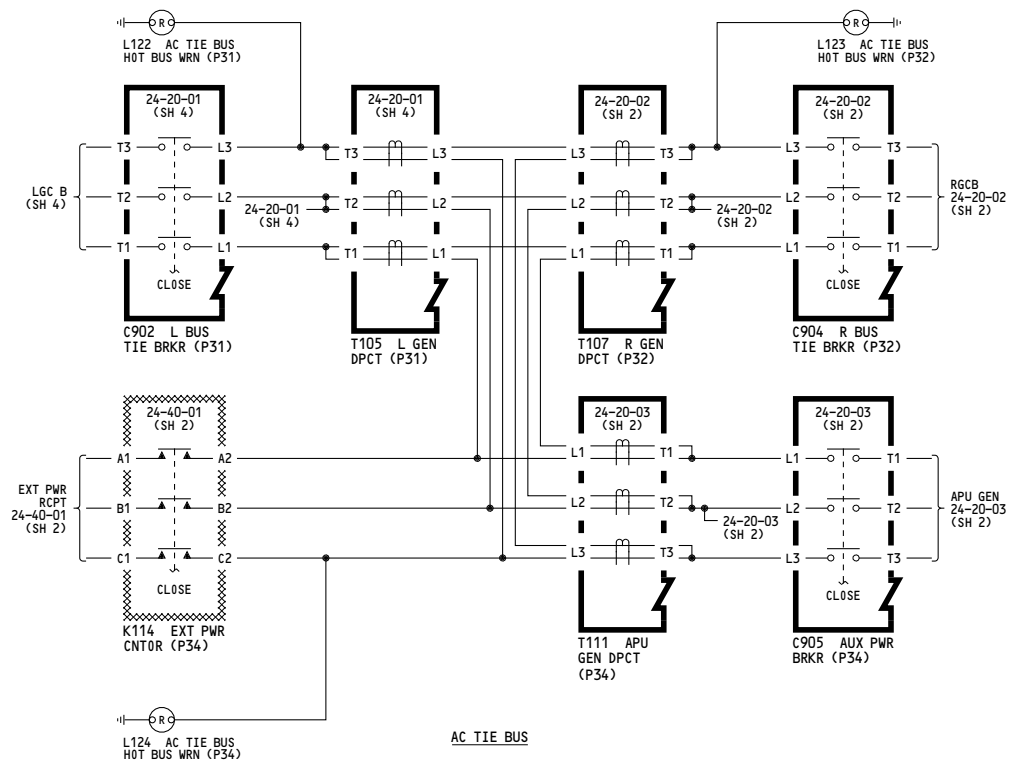 R
L122 AC TIE BUS
HOT BUS WRN (P31)
R
L123 AC TIE BUS
HOT BUS WRN (P32)
24-20-01
(SH 4)
T3 L3
T2 L2
T1 L1
CLOSE
LGC B
(SH 4)
C902 L BUS
TIE BRKR (P31)
24-20-01
(SH 4)
24-20-01
(SH 4)
T3 L3
T2 L2
T1 L1
T105 L GEN
DPCT (P31)
24-20-02
(SH 2)
L3 T3
L2 T2
L1 T1
T107 R GEN
DPCT (P32)
24-20-02
(SH 2)
24-20-02
(SH 2)
L3 T3
L2 T2
L1 T1
CLOSE
RGCB
24-20-02
(SH 2)
C904 R BUS
TIE BRKR (P32)
24-40-01
(SH 2)
A1 A2
B1 B2
C1 C2
CLOSE
EXT PWR
RCPT
24-40-01
(SH 2)
K114 EXT PWR
CNTOR (P34)
24-20-03
(SH 2)
L1 T1
L2 T2
L3 T3
T111 APU
GEN DPCT
(P34)
24-20-03
(SH 2)
24-20-03
(SH 2)
L1 T1
L2 T2
L3 T3
CLOSE
APU GEN
24-20-03
(SH 2)
C905 AUX PWR
BRKR (P34)
R
L124 AC TIE BUS
HOT BUS WRN (P34)
AC TIE BUS